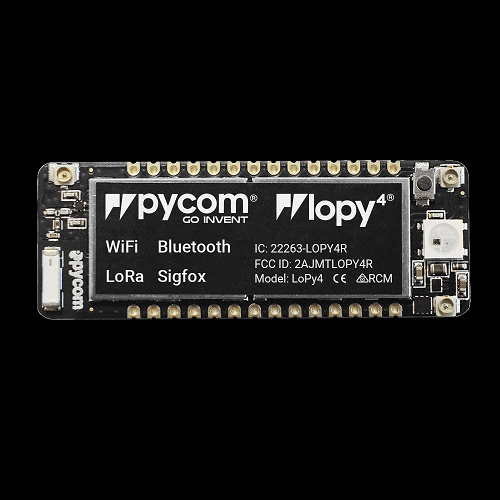 pycom®
GO INVENT
lopy4®
WiFi Bluetooth
LoRa Sigfox
IC: 22263-LOPY4R
FCC ID: 2AJMTLOPY4R
Model: LoPy4 CE RCM
pycom